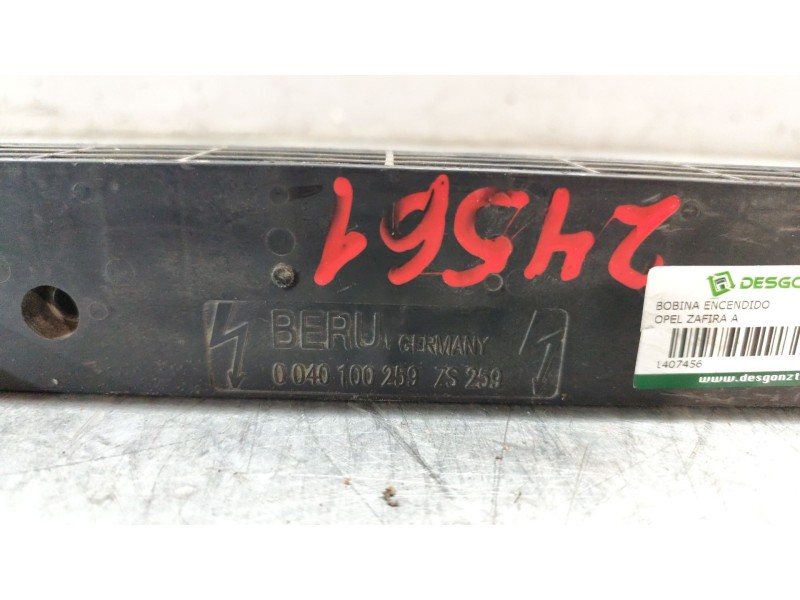 24561
BERU GERMANY
0 040 100 259 ZS 259
DESGO
BOBINA ENCENDIDO
OPEL ZAFIRA A
1407456
www.desgonzt